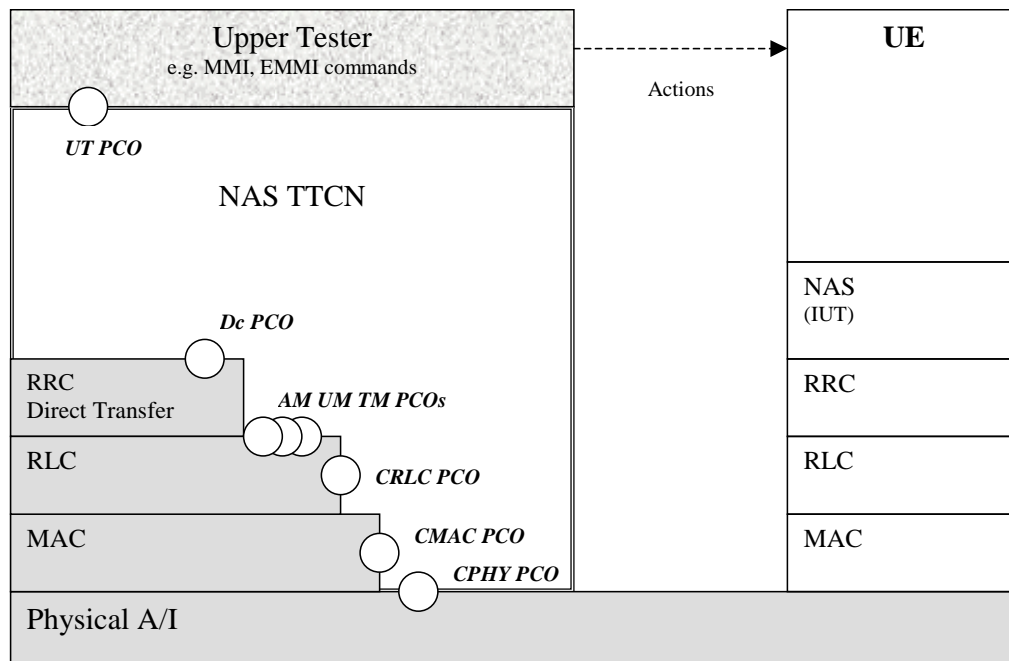 Upper Tester
e.g. MMI, EMMI commands
UE
Actions
UT PCO
NAS TTCN
NAS
(IUT)
Dc PCO
RRC
Direct Transfer
AM UM TM PCOs
RRC
RLC
CRLC PCO
RLC
MAC
CMAC PCO
MAC
CPHY PCO
Physical A/I